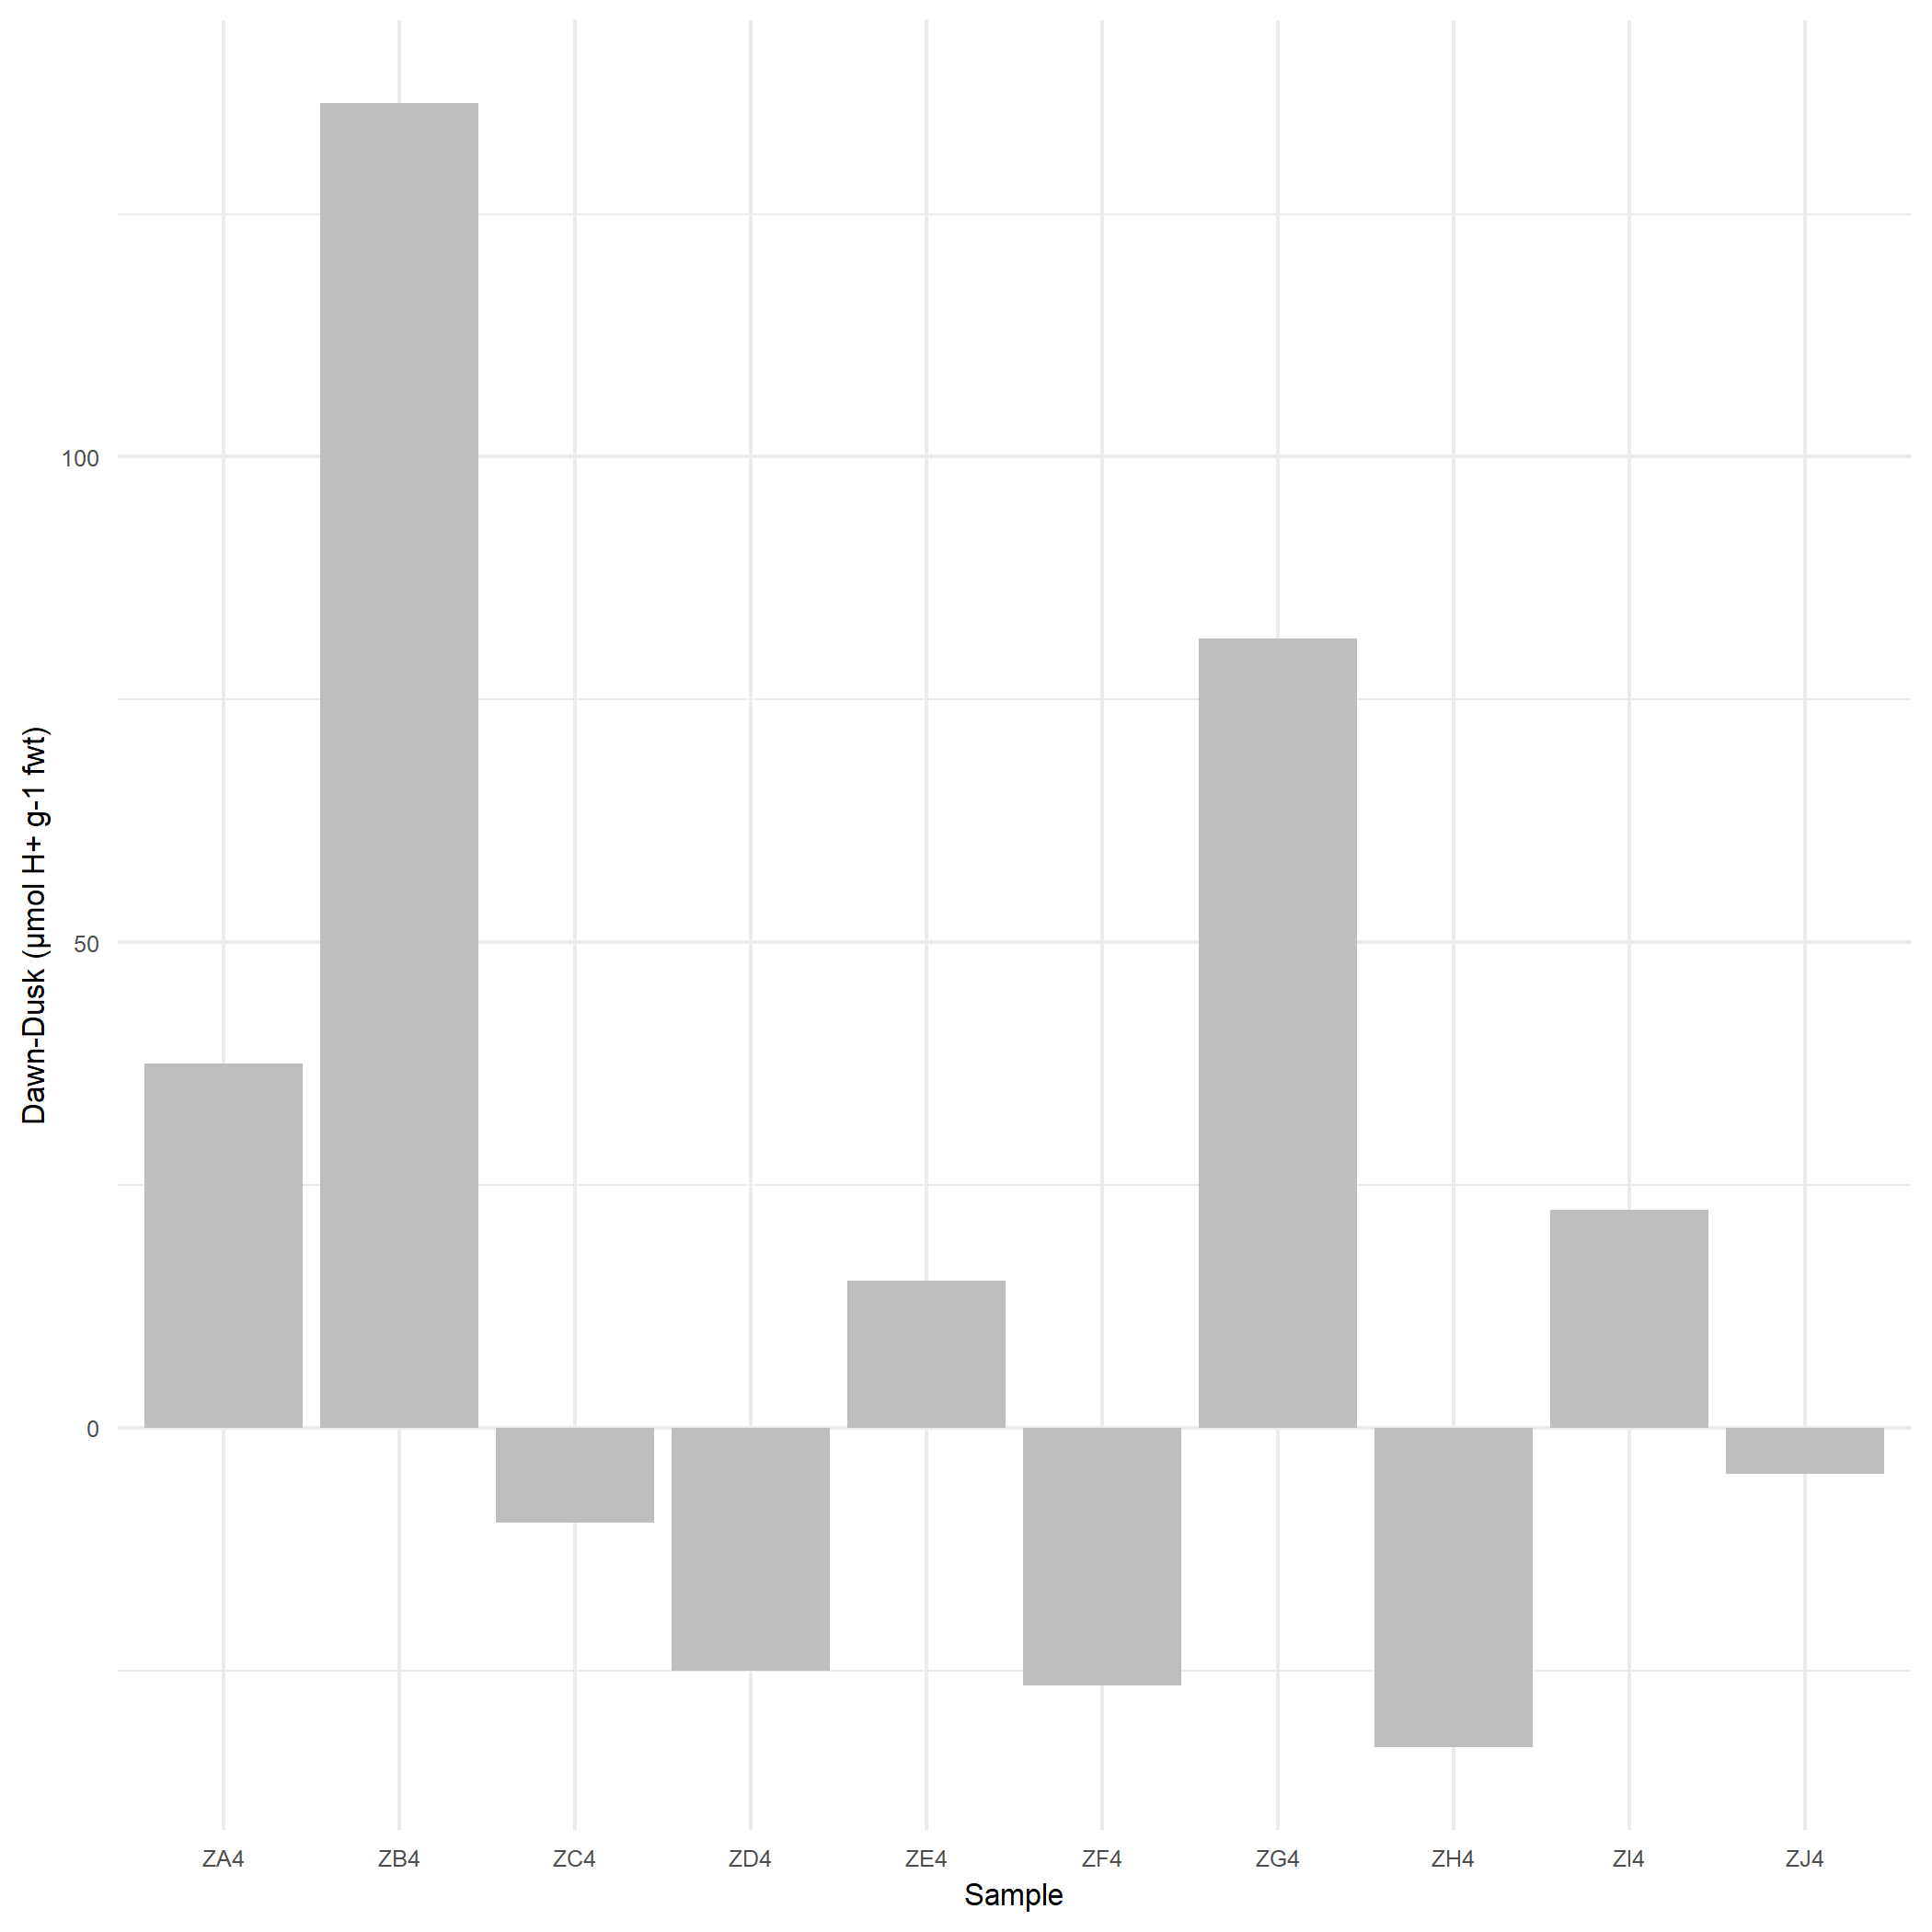 Dawn-Dusk (µmol H+ g-1 fwt)
100
50
0
ZA4 ZB4 ZC4 ZD4 ZE4 ZF4 ZG4 ZH4 ZI4 ZJ4
Sample